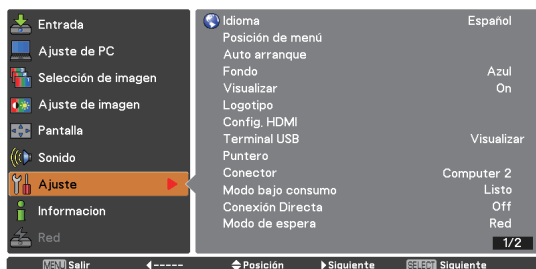 Entrada
Ajuste de PC
Selección de imagen
Ajuste de imagen
Pantalla
Sonido
Ajuste
Informacion
Red
Idioma Español
Posición de menú
Auto arranque
Fondo Azul
Visualizar On
Logotipo
Config. HDMI
Terminal USB Visualizar
Puntero
Conector Computer 2
Modo bajo consumo Listo
Conexión Directa Off
Modo de espera Red
1/2
MENU Salir ----- Posición Siguiente SELECT Siguiente